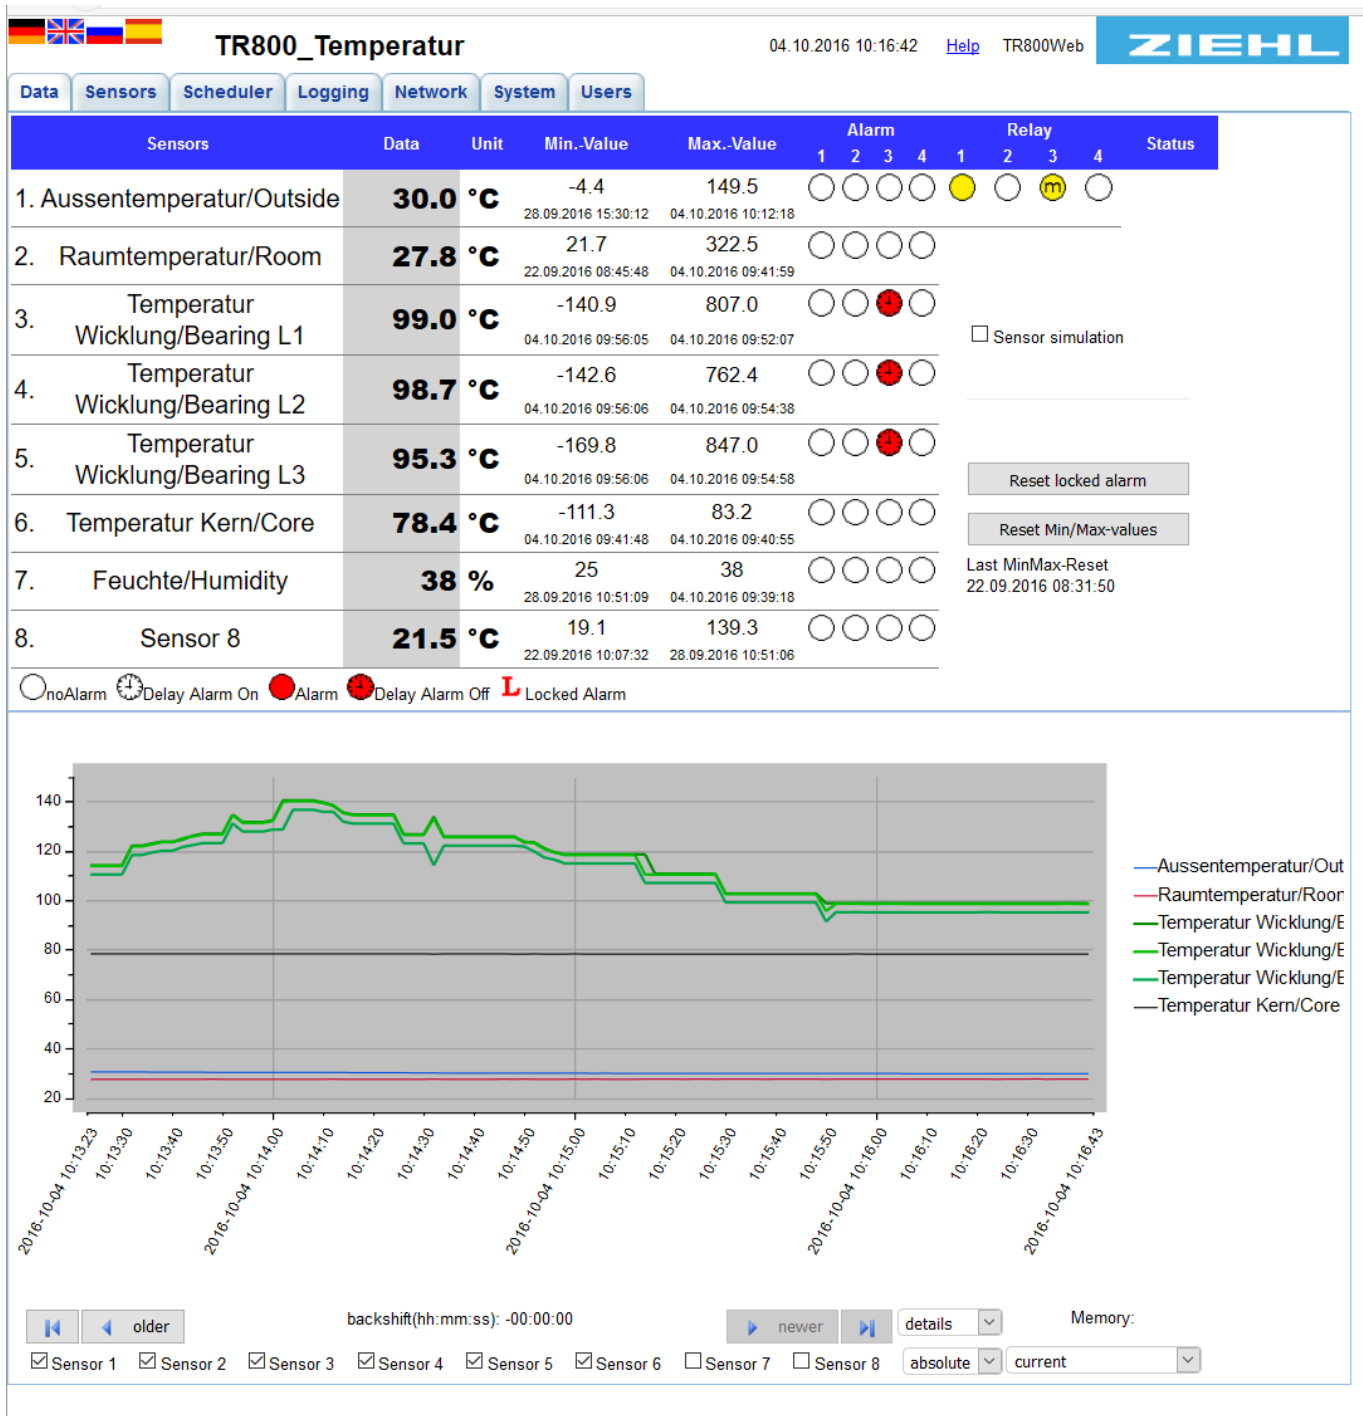 TR800_Temperatur
04.10.2016 10:16:42 Help TR800Web ZIEHL
Data Sensors Scheduler Logging Network System Users
Sensors Data Unit Min.-Value Max.-Value Alarm Relay Status
1 2 3 4 1 2 3 4
1. Aussentemperatur/Outside 30.0 °C -4.4 149.5 m
28.09.2016 15:30:12 04.10.2016 10:12:18
2. Raumtemperatur/Room 27.8 °C 21.7 322.5
22.09.2016 08:45:48 04.10.2016 09:41:59
3. Temperatur Wicklung/Bearing L1 99.0 °C -140.9 807.0
04.10.2016 09:56:05 04.10.2016 09:52:07
Sensor simulation
4. Temperatur Wicklung/Bearing L2 98.7 °C -142.6 762.4
04.10.2016 09:56:06 04.10.2016 09:54:38
5. Temperatur Wicklung/Bearing L3 95.3 °C -169.8 847.0
04.10.2016 09:56:06 04.10.2016 09:54:58
Reset locked alarm
6. Temperatur Kern/Core 78.4 °C -111.3 83.2
04.10.2016 09:41:48 04.10.2016 09:40:55
Reset Min/Max-values
7. Feuchte/Humidity 38 % 25 38
28.09.2016 10:51:09 04.10.2016 09:39:18
Last MinMax-Reset
22.09.2016 08:31:50
8. Sensor 8 21.5 °C 19.1 139.3
22.09.2016 10:07:32 28.09.2016 10:51:06
noAlarm Delay Alarm On Alarm Delay Alarm Off L Locked Alarm
140
120
100
80
60
40
20
Aussentemperatur/Out
Raumtemperatur/Roor
Temperatur Wicklung/E
Temperatur Wicklung/E
Temperatur Wicklung/E
Temperatur Kern/Core
2016-10-04 10:13:23
10:13:30
10:13:40
10:13:50
2016-10-04 10:14:00
10:14:10
10:14:20
10:14:30
10:14:40
10:14:50
2016-10-04 10:15:00
10:15:10
10:15:20
10:15:30
10:15:40
10:15:50
2016-10-04 10:16:00
10:16:10
10:16:20
10:16:30
2016-10-04 10:16:43
older backshift(hh:mm:ss): -00:00:00 newer details Memory:
Sensor 1 Sensor 2 Sensor 3 Sensor 4 Sensor 5 Sensor 6 Sensor 7 Sensor 8 absolute current